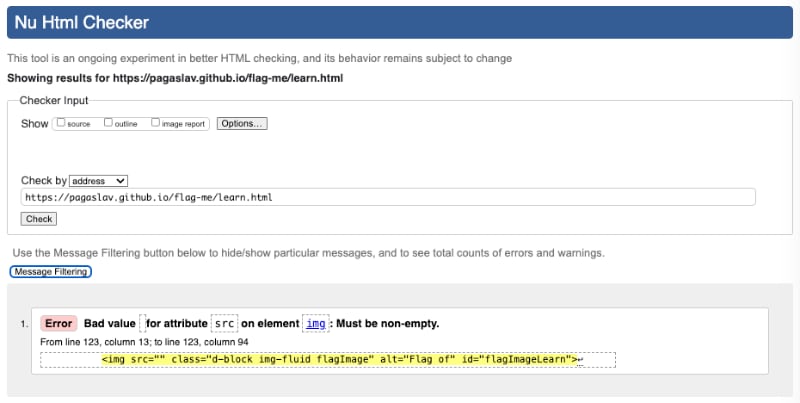 Nu Html Checker
This tool is an ongoing experiment in better HTML checking, and its behavior remains subject to change
Showing results for https://pagaslav.github.io/flag-me/learn.html
Checker Input
Show source outline image report Options...
Check by address
https://pagaslav.github.io/flag-me/learn.html
Check
Use the Message Filtering button below to hide/show particular messages, and to see total counts of errors and warnings.
Message Filtering
1. Error Bad value for attribute src on element img: Must be non-empty.
From line 123, column 13; to line 123, column 94
<img src="" class="d-block img-fluid flagImage" alt="Flag of" id="flagImageLearn">↩